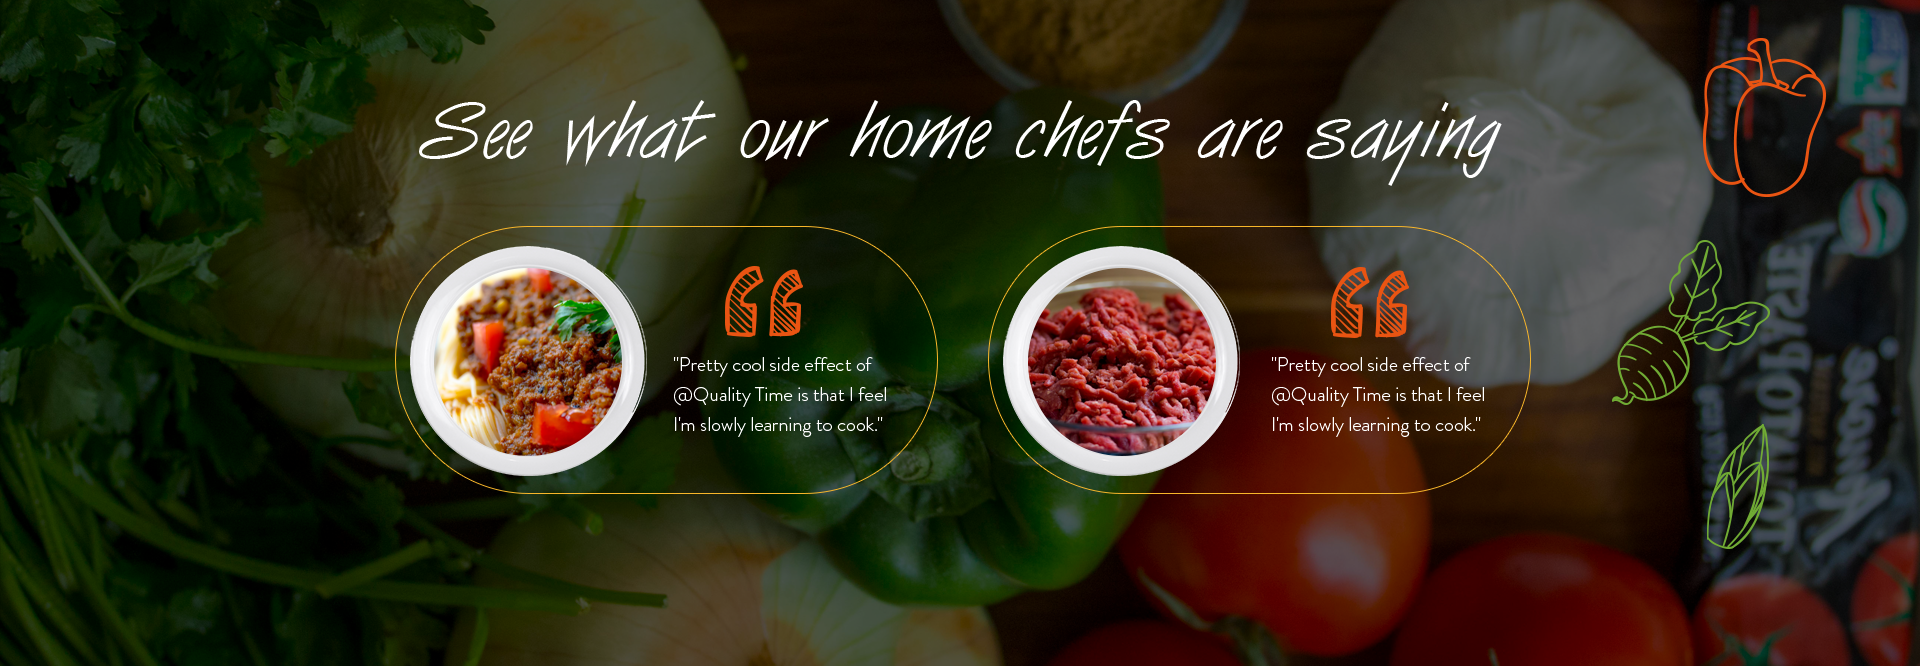 See what our home chefs are saying
"Pretty cool side effect of
@Quality Time is that I feel
I'm slowly learning to cook."
"Pretty cool side effect of
@Quality Time is that I feel
I'm slowly learning to cook."